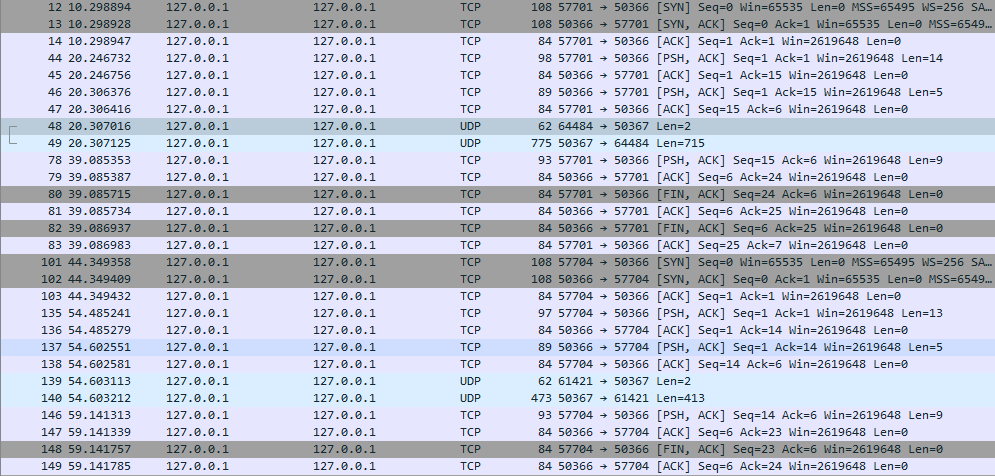 12 10.298894 127.0.0.1 127.0.0.1 TCP 108 57701 → 50366 [SYN] Seq=0 Win=65535 Len=0 MSS=65495 WS=256 SA…
13 10.298928 127.0.0.1 127.0.0.1 TCP 108 50366 → 57701 [SYN, ACK] Seq=0 Ack=1 Win=65535 Len=0 MSS=6549…
14 10.298947 127.0.0.1 127.0.0.1 TCP 84 57701 → 50366 [ACK] Seq=1 Ack=1 Win=2619648 Len=0
44 20.246732 127.0.0.1 127.0.0.1 TCP 98 57701 → 50366 [PSH, ACK] Seq=1 Ack=1 Win=2619648 Len=14
45 20.246756 127.0.0.1 127.0.0.1 TCP 84 50366 → 57701 [ACK] Seq=1 Ack=15 Win=2619648 Len=0
46 20.306376 127.0.0.1 127.0.0.1 TCP 89 50366 → 57701 [PSH, ACK] Seq=1 Ack=15 Win=2619648 Len=5
47 20.306416 127.0.0.1 127.0.0.1 TCP 84 57701 → 50366 [ACK] Seq=15 Ack=6 Win=2619648 Len=0
48 20.307016 127.0.0.1 127.0.0.1 UDP 62 64484 → 50367 Len=2
49 20.307125 127.0.0.1 127.0.0.1 UDP 775 50367 → 64484 Len=715
78 39.085353 127.0.0.1 127.0.0.1 TCP 93 57701 → 50366 [PSH, ACK] Seq=15 Ack=6 Win=2619648 Len=9
79 39.085387 127.0.0.1 127.0.0.1 TCP 84 50366 → 57701 [ACK] Seq=6 Ack=24 Win=2619648 Len=0
80 39.085715 127.0.0.1 127.0.0.1 TCP 84 57701 → 50366 [FIN, ACK] Seq=24 Ack=6 Win=2619648 Len=0
81 39.085734 127.0.0.1 127.0.0.1 TCP 84 50366 → 57701 [ACK] Seq=6 Ack=25 Win=2619648 Len=0
82 39.086937 127.0.0.1 127.0.0.1 TCP 84 50366 → 57701 [FIN, ACK] Seq=6 Ack=25 Win=2619648 Len=0
83 39.086983 127.0.0.1 127.0.0.1 TCP 84 57701 → 50366 [ACK] Seq=25 Ack=7 Win=2619648 Len=0
101 44.349358 127.0.0.1 127.0.0.1 TCP 108 57704 → 50366 [SYN] Seq=0 Win=65535 Len=0 MSS=65495 WS=256 SA…
102 44.349409 127.0.0.1 127.0.0.1 TCP 108 50366 → 57704 [SYN, ACK] Seq=0 Ack=1 Win=65535 Len=0 MSS=6549…
103 44.349432 127.0.0.1 127.0.0.1 TCP 84 57704 → 50366 [ACK] Seq=1 Ack=1 Win=2619648 Len=0
135 54.485241 127.0.0.1 127.0.0.1 TCP 97 57704 → 50366 [PSH, ACK] Seq=1 Ack=1 Win=2619648 Len=13
136 54.485279 127.0.0.1 127.0.0.1 TCP 84 50366 → 57704 [ACK] Seq=1 Ack=14 Win=2619648 Len=0
137 54.602551 127.0.0.1 127.0.0.1 TCP 89 50366 → 57704 [PSH, ACK] Seq=1 Ack=14 Win=2619648 Len=5
138 54.602581 127.0.0.1 127.0.0.1 TCP 84 57704 → 50366 [ACK] Seq=14 Ack=6 Win=2619648 Len=0
139 54.603113 127.0.0.1 127.0.0.1 UDP 62 61421 → 50367 Len=2
140 54.603212 127.0.0.1 127.0.0.1 UDP 473 50367 → 61421 Len=413
146 59.141313 127.0.0.1 127.0.0.1 TCP 93 57704 → 50366 [PSH, ACK] Seq=14 Ack=6 Win=2619648 Len=9
147 59.141339 127.0.0.1 127.0.0.1 TCP 84 50366 → 57704 [ACK] Seq=6 Ack=23 Win=2619648 Len=0
148 59.141757 127.0.0.1 127.0.0.1 TCP 84 57704 → 50366 [FIN, ACK] Seq=23 Ack=6 Win=2619648 Len=0
149 59.141785 127.0.0.1 127.0.0.1 TCP 84 50366 → 57704 [ACK] Seq=6 Ack=24 Win=2619648 Len=0